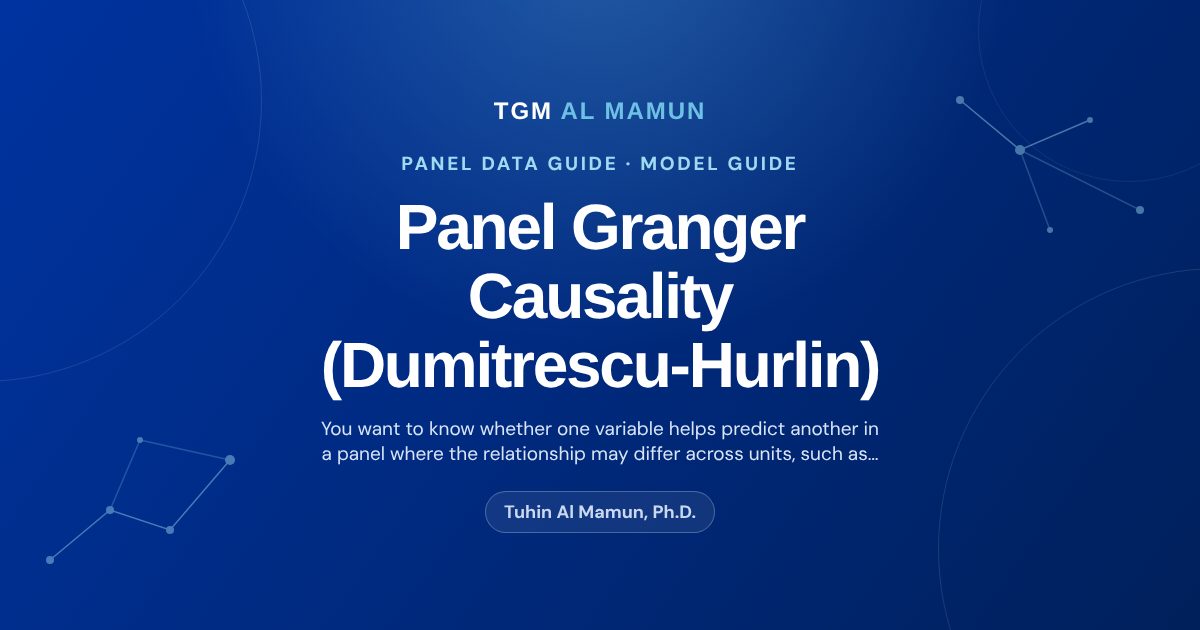 TGM AL MAMUN
PANEL DATA GUIDE · MODEL GUIDE
Panel Granger
Causality
(Dumitrescu-Hurlin)
You want to know whether one variable helps predict another in
a panel where the relationship may differ across units, such as...
Tuhin Al Mamun, Ph.D.